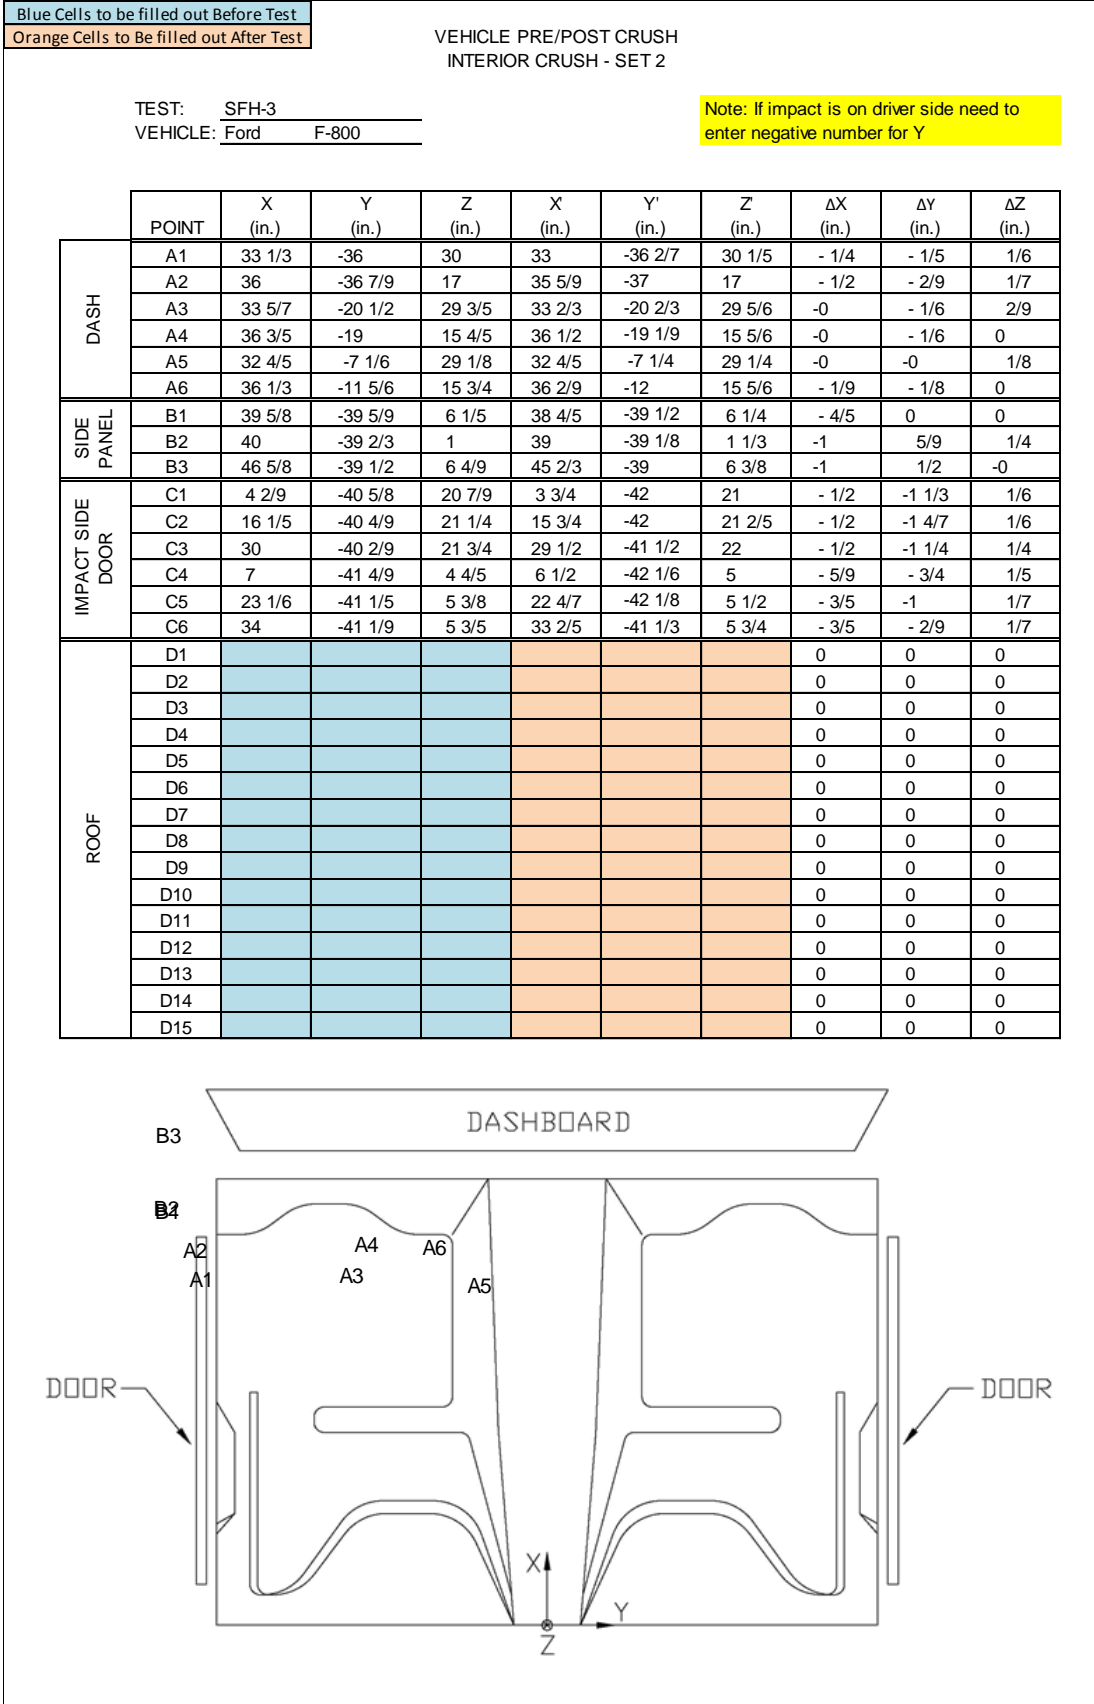 Blue Cells to be filled out Before Test
Orange Cells to Be filled out After Test
VEHICLE PRE/POST CRUSH
INTERIOR CRUSH - SET 2
TEST: SFH-3
VEHICLE: Ford F-800
Note: If impact is on driver side need to
enter negative number for Y
X Y Z X' Y' Z' ΔX ΔY ΔZ
POINT (in.) (in.) (in.) (in.) (in.) (in.) (in.) (in.) (in.)
DASH
A1 33 1/3 -36 30 33 -36 2/7 30 1/5 - 1/4 - 1/5 1/6
A2 36 -36 7/9 17 35 5/9 -37 17 - 1/2 - 2/9 1/7
A3 33 5/7 -20 1/2 29 3/5 33 2/3 -20 2/3 29 5/6 -0 - 1/6 2/9
A4 36 3/5 -19 15 4/5 36 1/2 -19 1/9 15 5/6 -0 - 1/6 0
A5 32 4/5 -7 1/6 29 1/8 32 4/5 -7 1/4 29 1/4 -0 -0 1/8
A6 36 1/3 -11 5/6 15 3/4 36 2/9 -12 15 5/6 - 1/9 - 1/8 0
SIDE
PANEL
B1 39 5/8 -39 5/9 6 1/5 38 4/5 -39 1/2 6 1/4 - 4/5 0 0
B2 40 -39 2/3 1 39 -39 1/8 1 1/3 -1 5/9 1/4
B3 46 5/8 -39 1/2 6 4/9 45 2/3 -39 6 3/8 -1 1/2 -0
IMPACT SIDE
DOOR
C1 4 2/9 -40 5/8 20 7/9 3 3/4 -42 21 - 1/2 -1 1/3 1/6
C2 16 1/5 -40 4/9 21 1/4 15 3/4 -42 21 2/5 - 1/2 -1 4/7 1/6
C3 30 -40 2/9 21 3/4 29 1/2 -41 1/2 22 - 1/2 -1 1/4 1/4
C4 7 -41 4/9 4 4/5 6 1/2 -42 1/6 5 - 5/9 - 3/4 1/5
C5 23 1/6 -41 1/5 5 3/8 22 4/7 -42 1/8 5 1/2 - 3/5 -1 1/7
C6 34 -41 1/9 5 3/5 33 2/5 -41 1/3 5 3/4 - 3/5 - 2/9 1/7
ROOF
D1 0 0 0
D2 0 0 0
D3 0 0 0
D4 0 0 0
D5 0 0 0
D6 0 0 0
D7 0 0 0
D8 0 0 0
D9 0 0 0
D10 0 0 0
D11 0 0 0
D12 0 0 0
D13 0 0 0
D14 0 0 0
D15 0 0 0
DASHBOARD
B3
B2
B1
A2 A4 A6
A1 A3 A5
DOOR DOOR
X
Y
Z